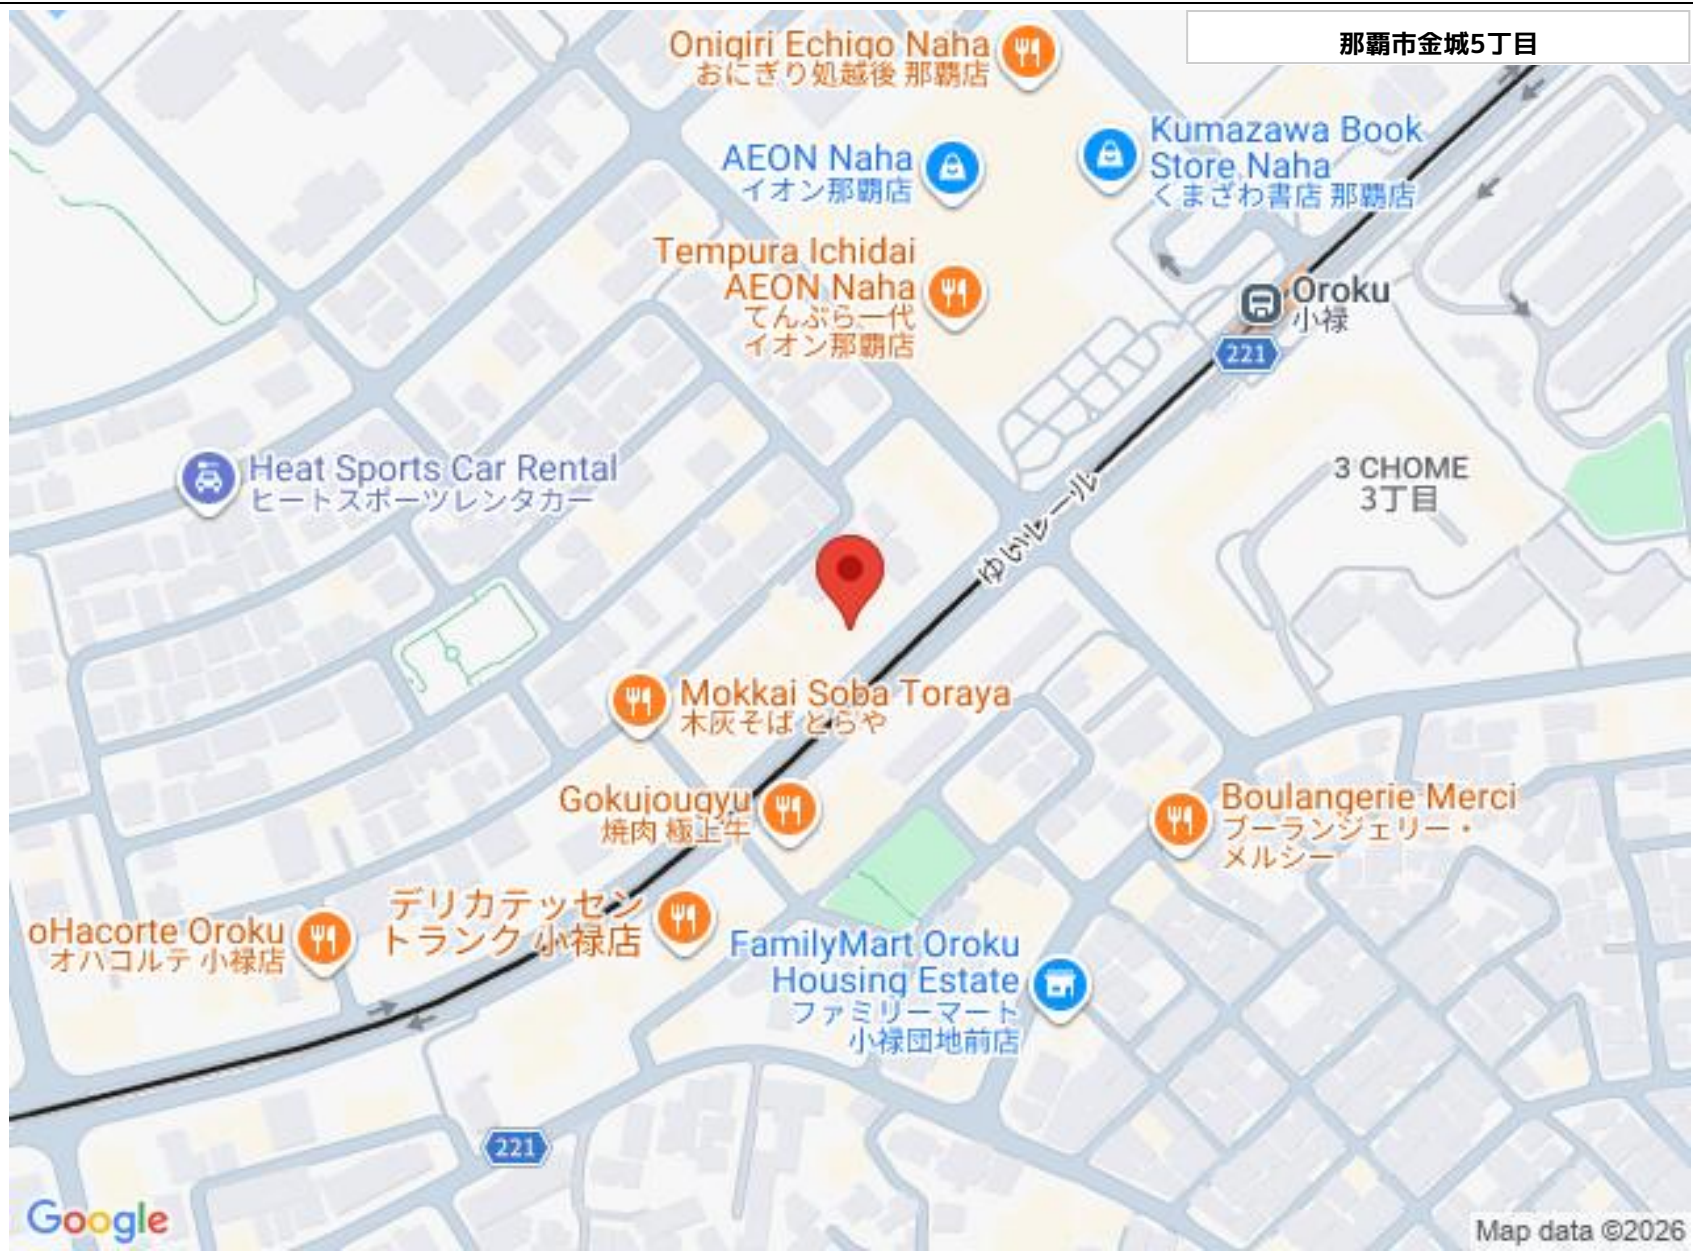 那覇市金城5丁目
Onigiri Echigo Naha
おにぎり処越後 那覇店
Kumazawa Book
Store Naha
くまざわ書店 那覇店
AEON Naha
イオン那覇店
Tempura Ichidai
AEON Naha
てんぷら一代
イオン那覇店
Oroku
小禄
221
Heat Sports Car Rental
ヒートスポーツレンタカー
3 CHOME
3丁目
ゆいレール
Mokkai Soba Toraya
木灰そば とらや
Gokujougyu
焼肉 極上牛
Boulangerie Merci
ブーランジェリー・
メルシー
デリカテッセン
トランク 小禄店
oHacorte Oroku
オハコルテ 小禄店
FamilyMart Oroku
Housing Estate
ファミリーマート
小禄団地前店
221
Google
Map data ©2026